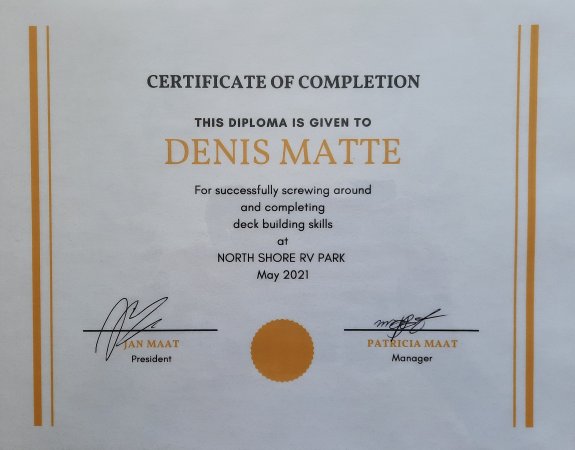 CERTIFICATE OF COMPLETION
THIS DIPLOMA IS GIVEN TO
DENIS MATTE
For successfully screwing around
and completing
deck building skills
at
NORTH SHORE RV PARK
May 2021
JAN MAAT
PATRICIA MAAT
President
Manager